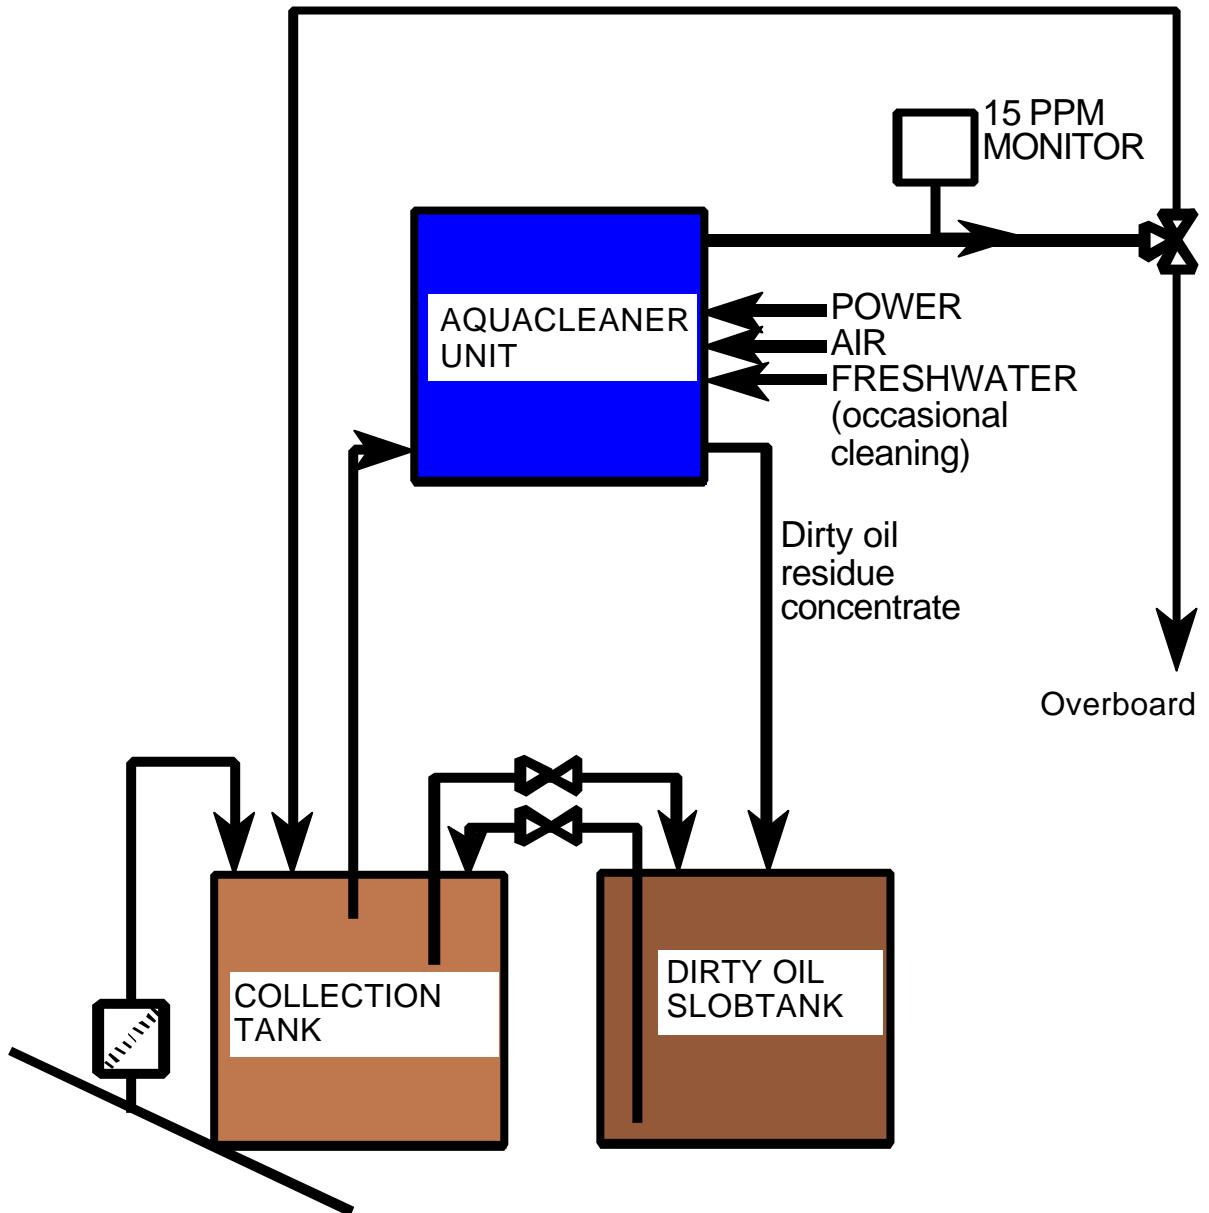 15 PPM
MONITOR
AQUACLEANER
UNIT
POWER
AIR
FRESHWATER
(occasional
cleaning)
Dirty oil
residue
concentrate
Overboard
COLLECTION
TANK
DIRTY OIL
SLOBTANK